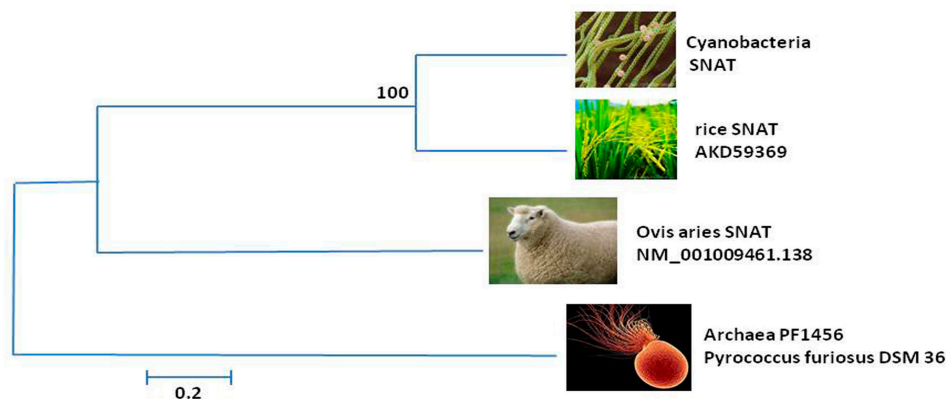 Cyanobacteria
SNAT
100
rice SNAT
AKD59369
Ovis aries SNAT
NM_001009461.138
Archaea PF1456
Pyrococcus furiosus DSM 36
0.2